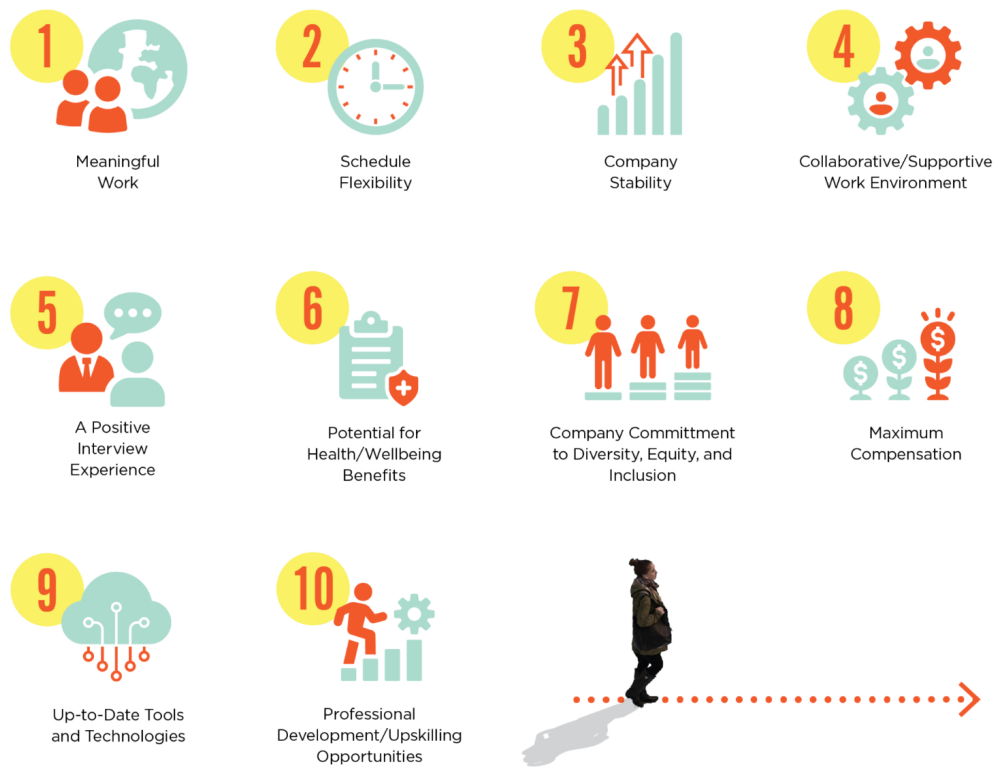 1
Meaningful
Work
2
Schedule
Flexibility
3
Company
Stability
4
Collaborative/Supportive
Work Environment
5
A Positive
Interview
Experience
6
Potential for
Health/Wellbeing
Benefits
7
Company Committment
to Diversity, Equity, and
Inclusion
8
$
$
$
Maximum
Compensation
9
Up-to-Date Tools
and Technologies
10
Professional
Development/Upskilling
Opportunities